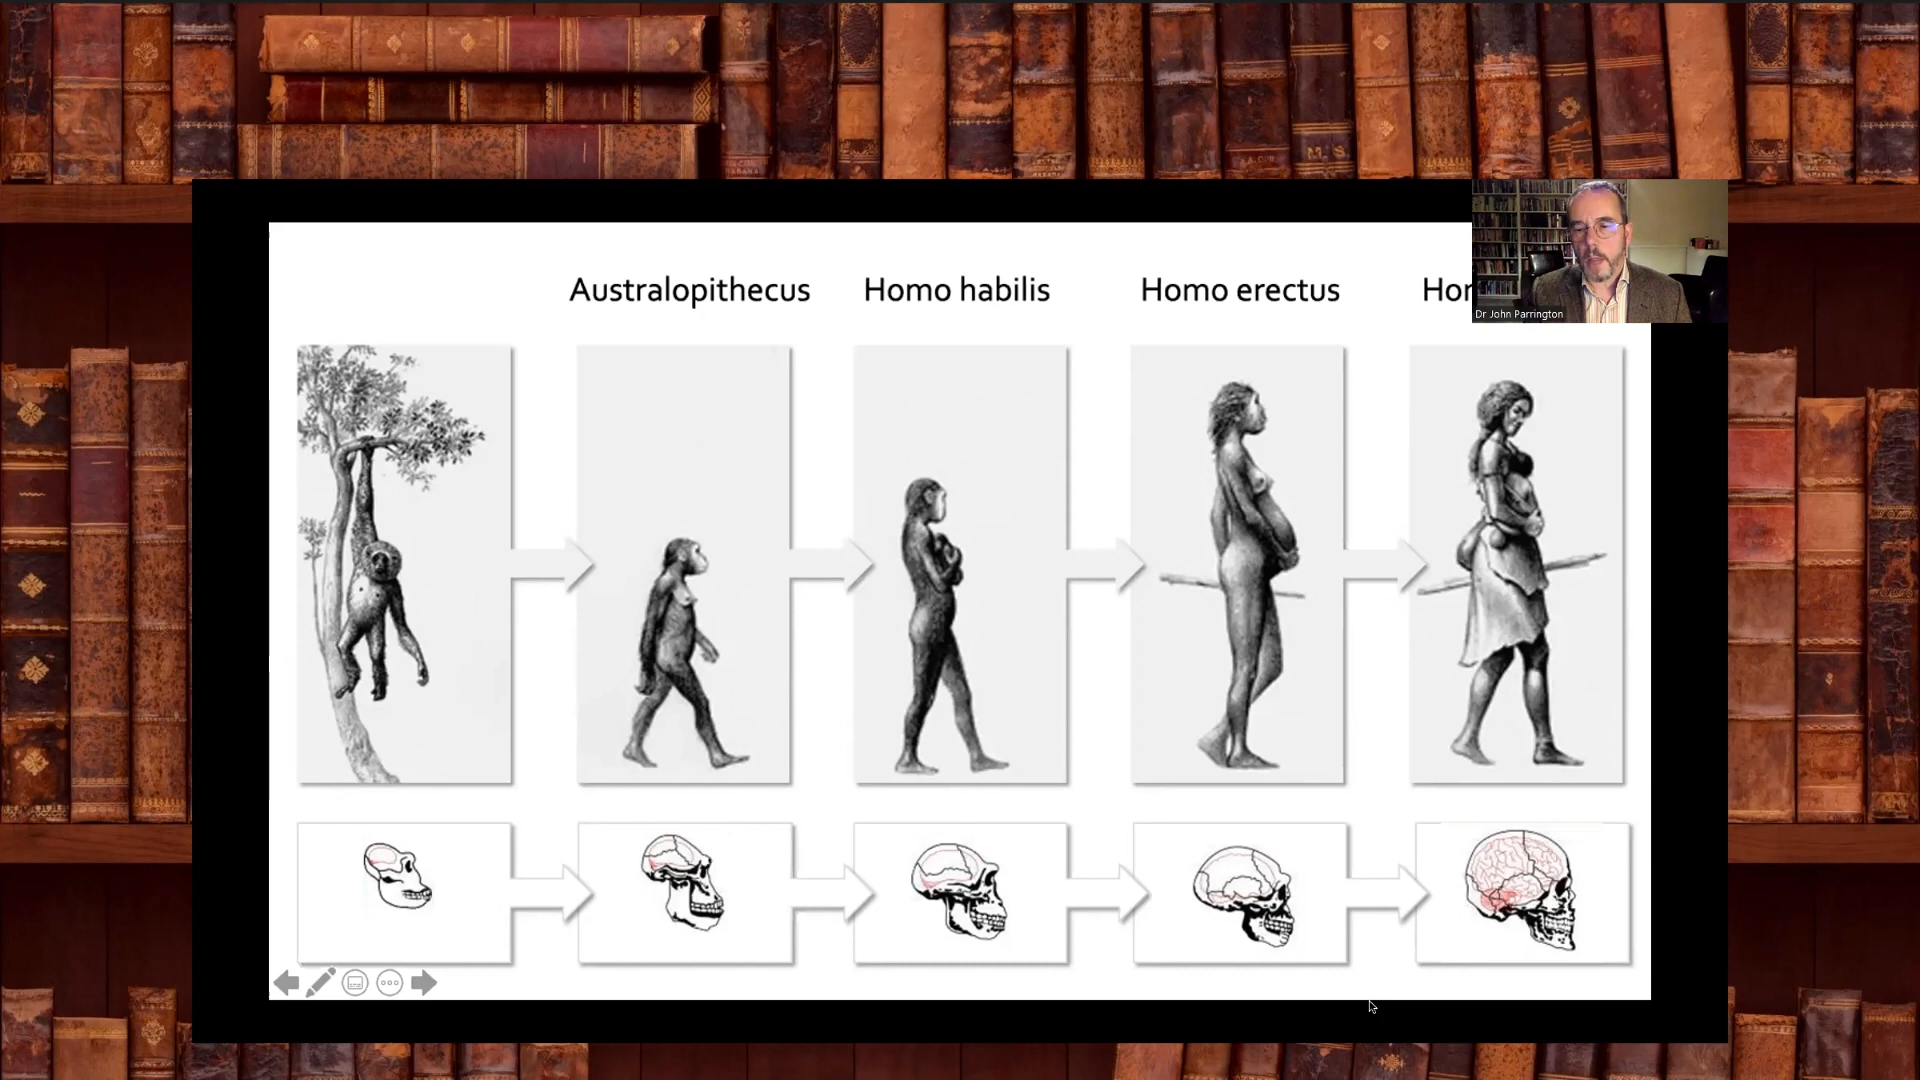 Australopithecus
Homo habilis
Homo erectus
Hor
Dr John Parrington
M. S.